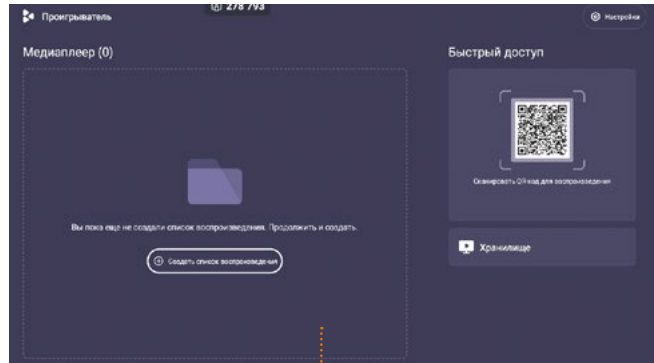 278 793
Проигрыватель
Настройки
Медиаплеер (0)
Быстрый доступ
Сканировать QR-код для воспроизведения
Вы пока еще не создали список воспроизведения. Продолжить и создать.
Создать список воспроизведения
Хранилище